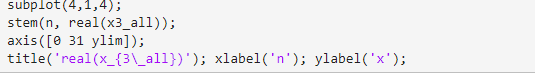 subplot(4,1,4);
stem(n, real(x3_all));
axis([0 31 ylim]);
title('real(x_{3\_all})'); xlabel('n'); ylabel('x');